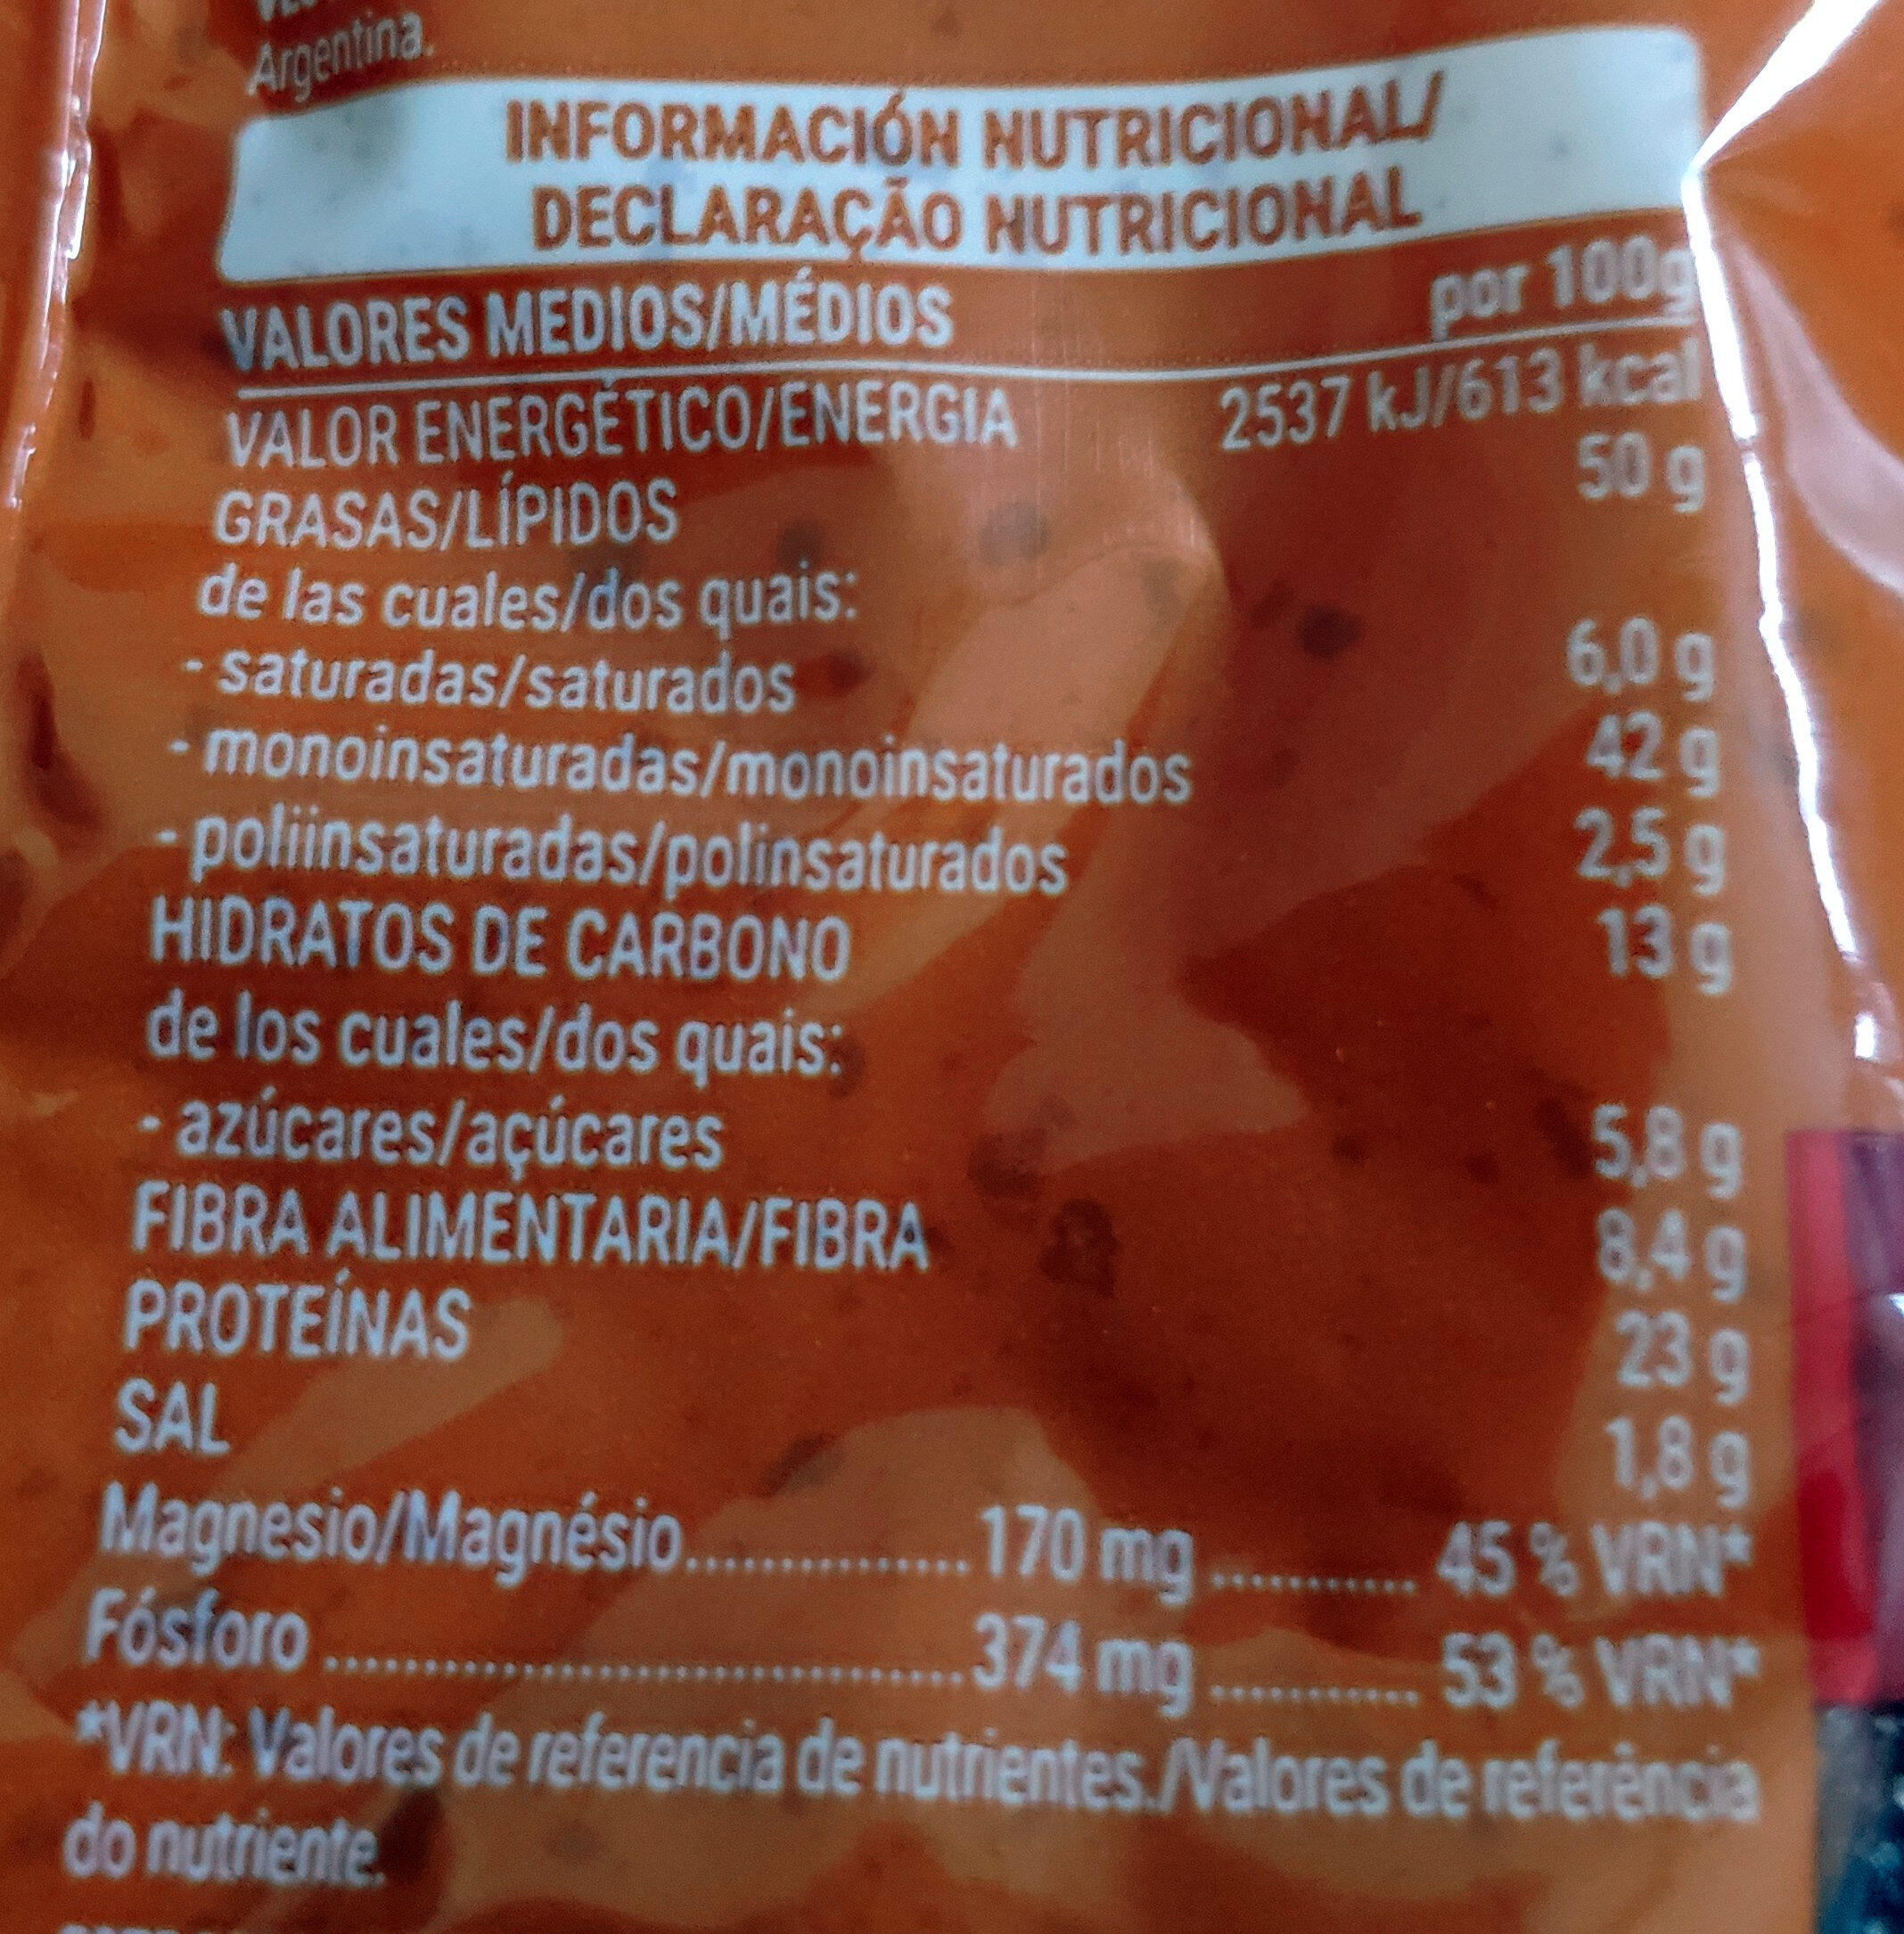 Argentina.
INFORMACIÓN NUTRICIONAL/
DECLARAÇÃO NUTRICIONAL
VALORES MEDIOS/MÉDIOS por 100g
VALOR ENERGÉTICO/ENERGIA 2537 kJ/613 kcal
GRASAS/LÍPIDOS 50 g
de las cuales/dos quais:
- saturadas/saturados 6,0 g
- monoinsaturadas/monoinsaturados 42 g
- poliinsaturadas/polinsaturados 2,5 g
HIDRATOS DE CARBONO 13 g
de los cuales/dos quais:
- azúcares/açúcares 5,8 g
FIBRA ALIMENTARIA/FIBRA 8,4 g
PROTEÍNAS 23 g
SAL 1,8 g
Magnesio/Magnésio............... 170 mg ........... 45 % VRN*
Fósforo .................................. 374 mg ........... 53 % VRN*
*VRN: Valores de referencia de nutrientes./Valores de referência
do nutriente.